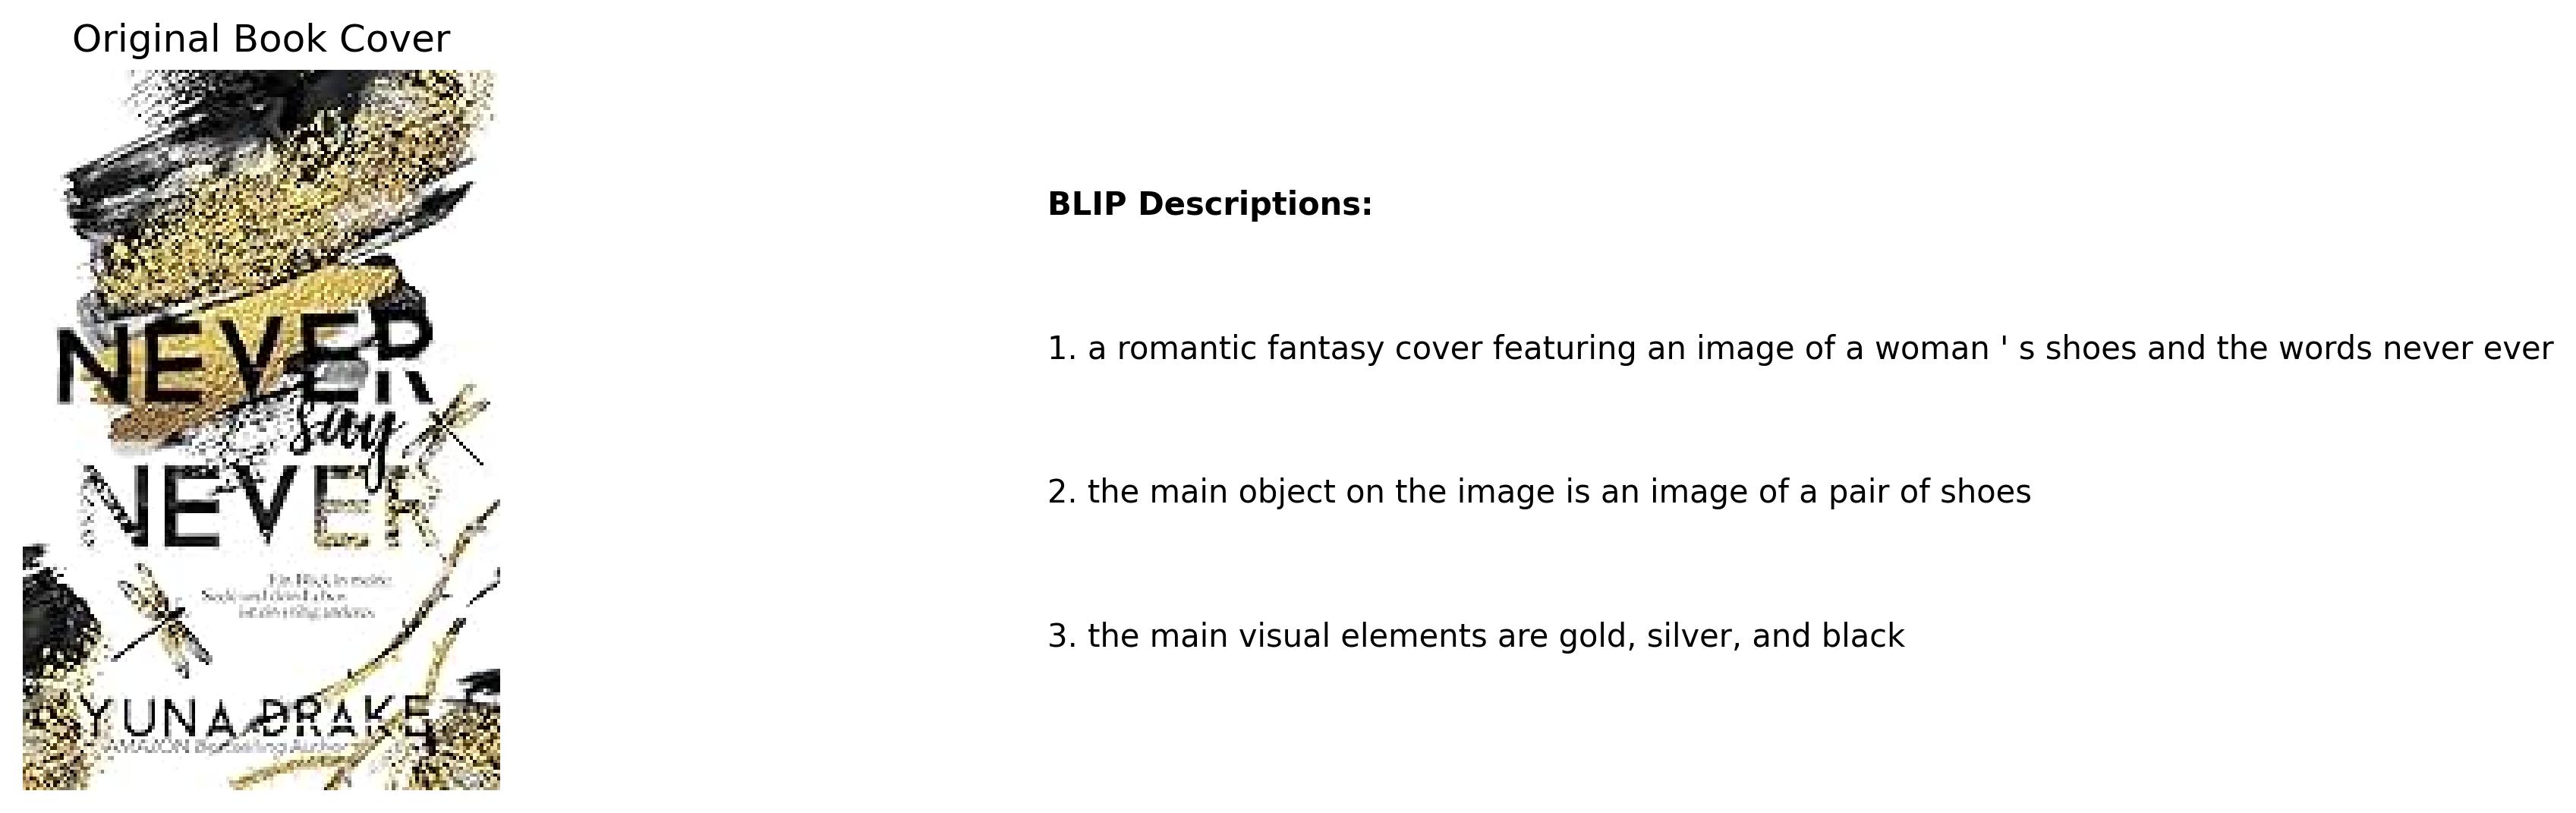 Original Book Cover
NEVER
say
NEVER
YUNA DRAKE
AMAZON Bestselling Author
BLIP Descriptions:
1. a romantic fantasy cover featuring an image of a woman ' s shoes and the words never ever
2. the main object on the image is an image of a pair of shoes
3. the main visual elements are gold, silver, and black